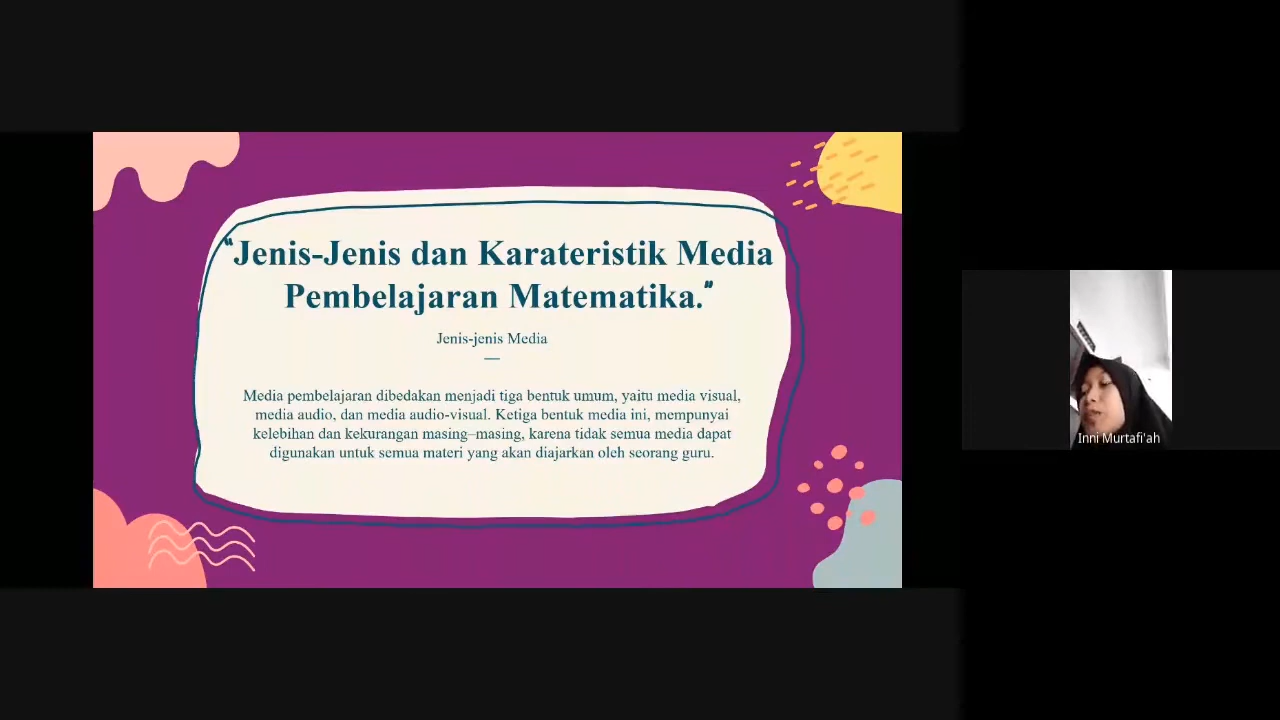 “Jenis-Jenis dan Karateristik Media
Pembelajaran Matematika.”
Jenis-jenis Media
—
Media pembelajaran dibedakan menjadi tiga bentuk umum, yaitu media visual,
media audio, dan media audio-visual. Ketiga bentuk media ini, mempunyai
kelebihan dan kekurangan masing–masing, karena tidak semua media dapat
digunakan untuk semua materi yang akan diajarkan oleh seorang guru.
Inni Murtafi'ah